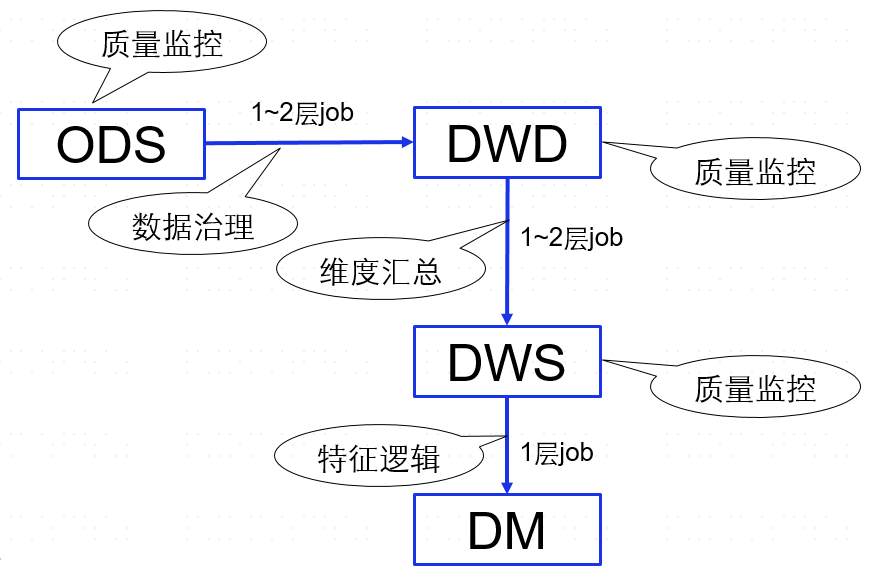 质量监控
ODS
1~2层job
DWD
质量监控
数据治理
维度汇总
1~2层job
DWS
质量监控
特征逻辑
1层job
DM